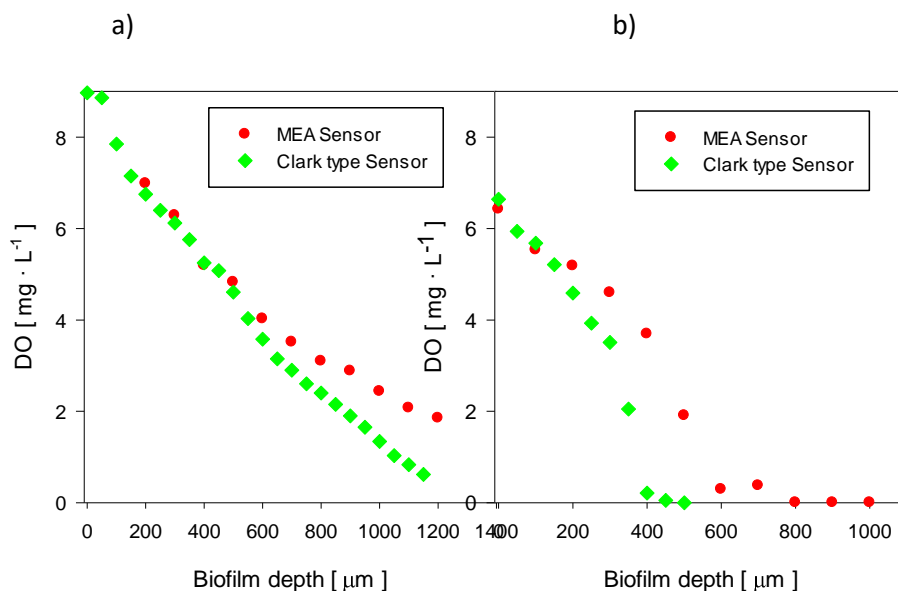 a)
b)
MEA Sensor
Clark type Sensor
MEA Sensor
Clark type Sensor
DO [ mg · L-1]
8
6
4
2
0
0 200 400 600 800 1000 1200 1400
Biofilm depth [ μm]
DO [ mg · L-1]
8
6
4
2
0
0 200 400 600 800 1000
Biofilm depth [ μm]